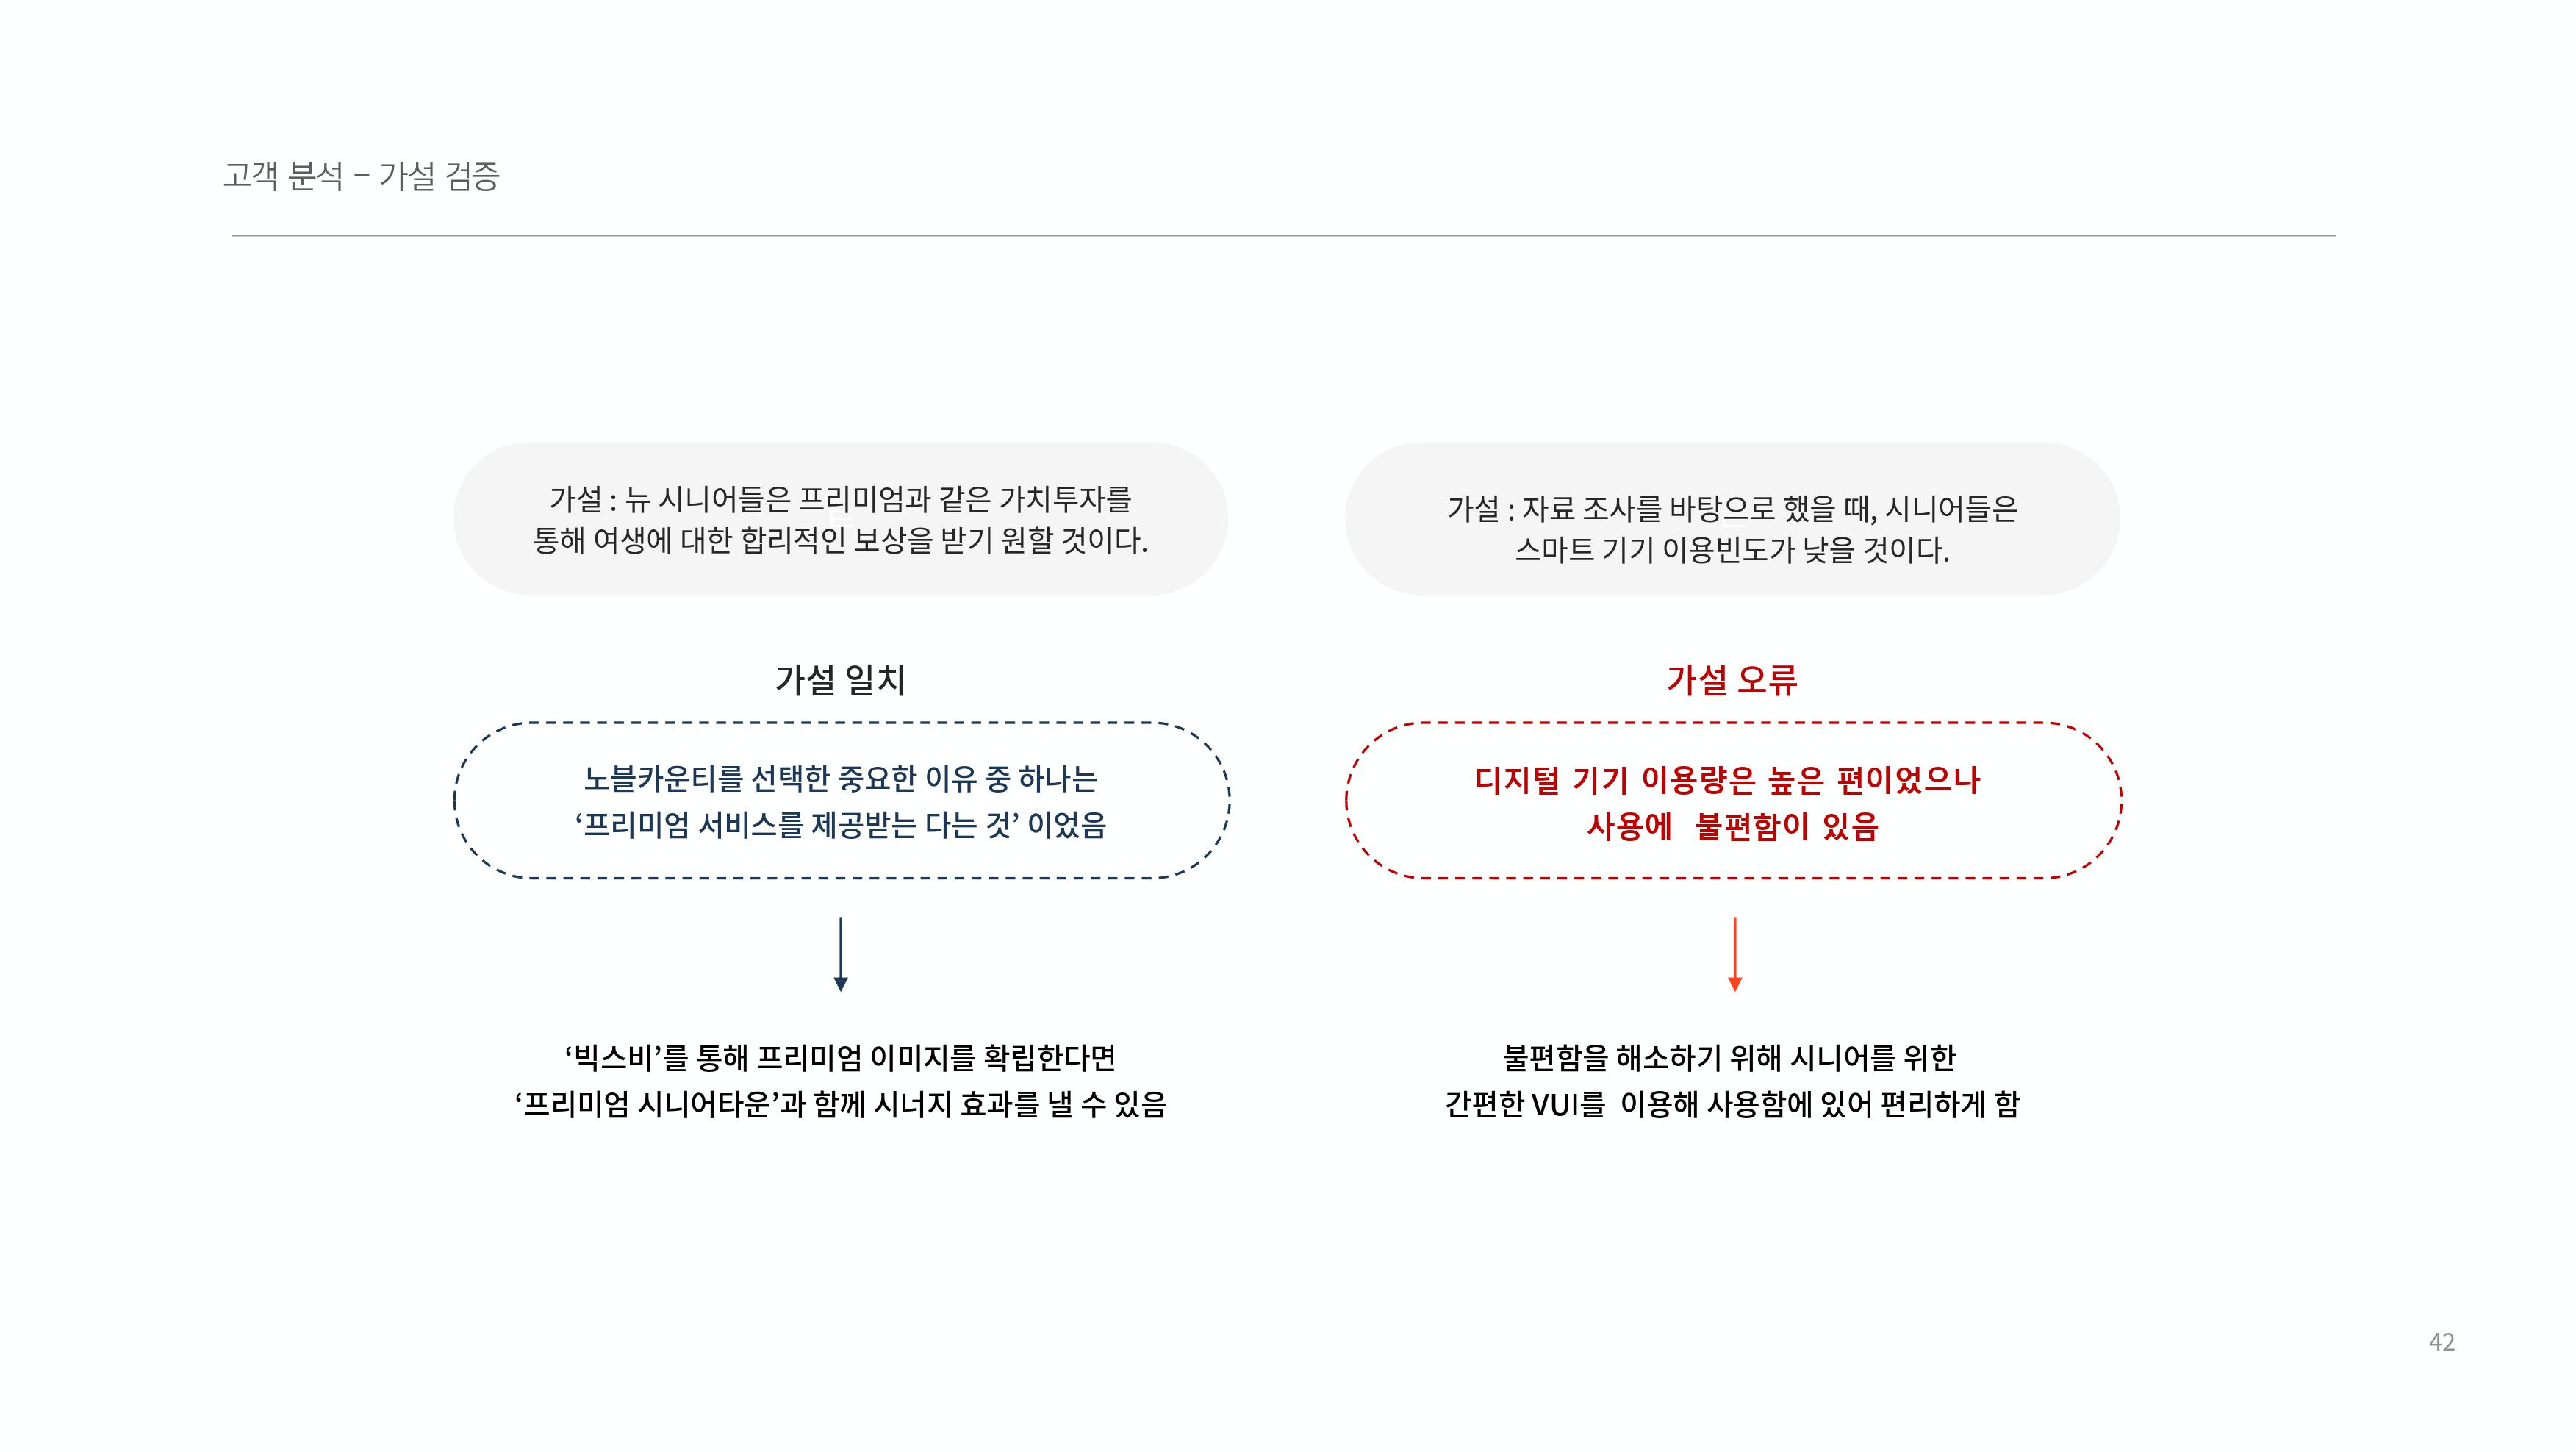 고객 분석 – 가설 검증
가설 : 뉴 시니어들은 프리미엄과 같은 가치투자를
통해 여생에 대한 합리적인 보상을 받기 원할 것이다.
가설 일치
노블카운티를 선택한 중요한 이유 중 하나는
‘프리미엄 서비스를 제공받는 다는 것’ 이었음
‘빅스비’를 통해 프리미엄 이미지를 확립한다면
‘프리미엄 시니어타운’과 함께 시너지 효과를 낼 수 있음
가설 : 자료 조사를 바탕으로 했을 때, 시니어들은
스마트 기기 이용빈도가 낮을 것이다.
가설 오류
디지털 기기 이용량은 높은 편이었으나
사용에 불편함이 있음
불편함을 해소하기 위해 시니어를 위한
간편한 VUI를 이용해 사용함에 있어 편리하게 함
42